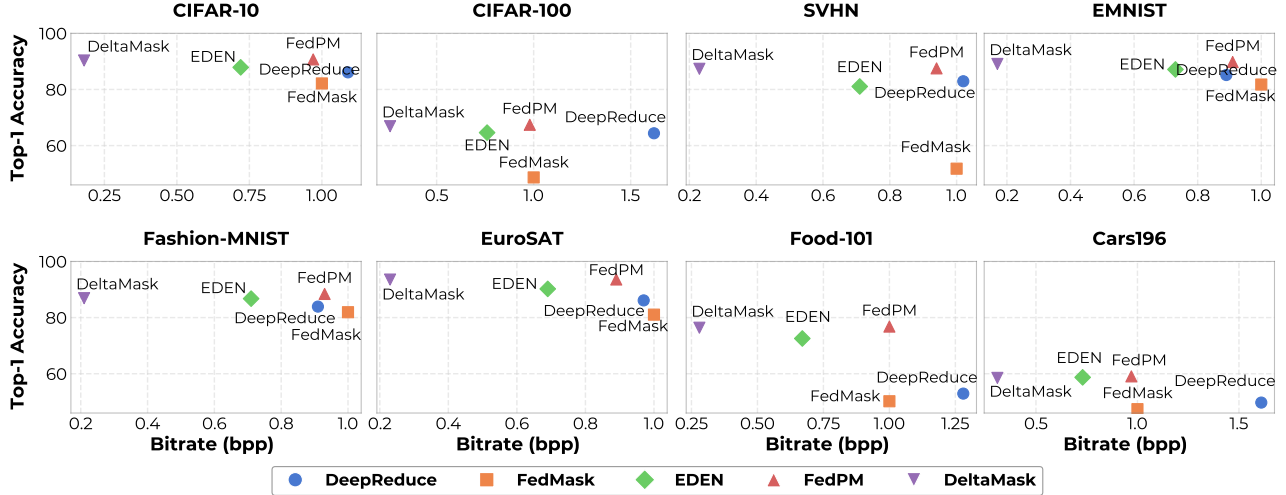 CIFAR-10
CIFAR-100
SVHN
EMNIST
Top-1 Accuracy
100
80
60
DeltaMask
EDEN
FedPM
DeepReduce
FedMask
0.25 0.50 0.75 1.00
DeltaMask
EDEN
FedPM
DeepReduce
FedMask
0.5 1.0 1.5
DeltaMask
EDEN
FedPM
DeepReduce
FedMask
0.2 0.4 0.6 0.8 1.0
DeltaMask
EDEN
FedPM
DeepReduce
FedMask
0.2 0.4 0.6 0.8 1.0
Fashion-MNIST
EuroSAT
Food-101
Cars196
Top-1 Accuracy
100
80
60
DeltaMask
EDEN
FedPM
DeepReduce
FedMask
0.2 0.4 0.6 0.8 1.0
Bitrate (bpp)
DeltaMask
EDEN
FedPM
DeepReduce
FedMask
0.2 0.4 0.6 0.8 1.0
Bitrate (bpp)
DeltaMask
EDEN
FedPM
DeepReduce
FedMask
0.25 0.50 0.75 1.00 1.25
Bitrate (bpp)
DeltaMask
EDEN
FedPM
DeepReduce
FedMask
0.5 1.0 1.5
Bitrate (bpp)
DeepReduce FedMask EDEN FedPM DeltaMask